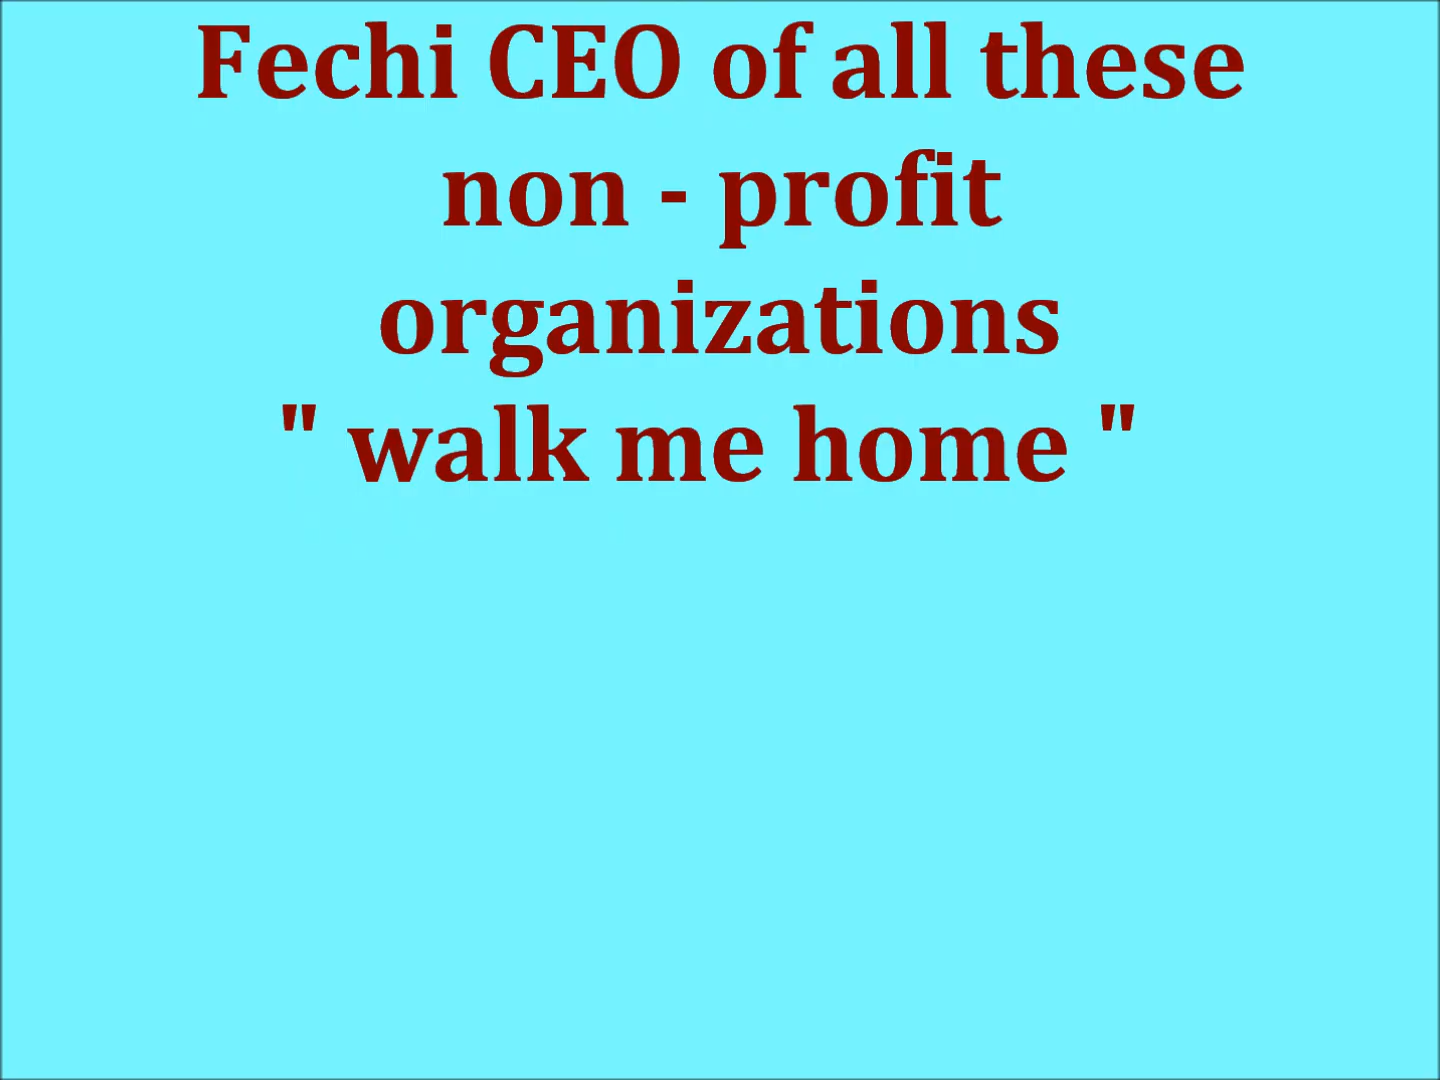 Fechi CEO of all these
non - profit
organizations
" walk me home "